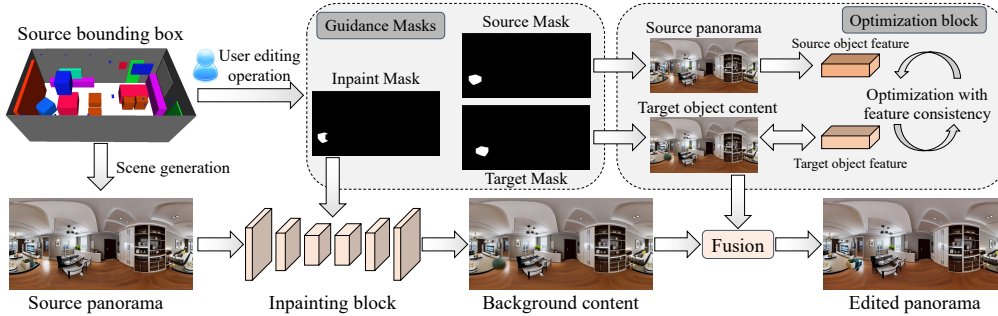 Source bounding box
User editing
operation
Scene generation
Guidance Masks
Inpaint Mask
Source Mask
Target Mask
Optimization block
Source panorama
Source object feature
Target object content
Optimization with
feature consistency
Target object feature
Fusion
Source panorama
Inpainting block
Background content
Edited panorama